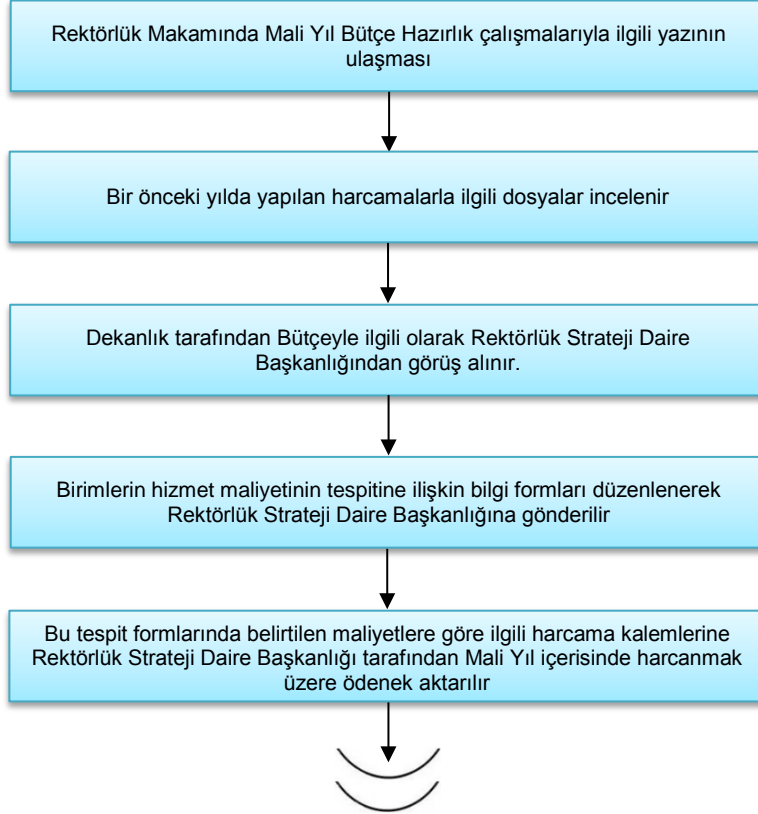 Rektörlük Makamında Mali Yıl Bütçe Hazırlık çalışmalarıyla ilgili yazının
ulaşması
Bir önceki yılda yapılan harcamalarla ilgili dosyalar incelenir
Dekanlık tarafından Bütçeyle ilgili olarak Rektörlük Strateji Daire
Başkanlığından görüş alınır.
Birimlerin hizmet maliyetinin tespitine ilişkin bilgi formları düzenlenerek
Rektörlük Strateji Daire Başkanlığına gönderilir
Bu tespit formlarında belirtilen maliyetlere göre ilgili harcama kalemlerine
Rektörlük Strateji Daire Başkanlığı tarafından Mali Yıl içerisinde harcanmak
üzere ödenek aktarılır